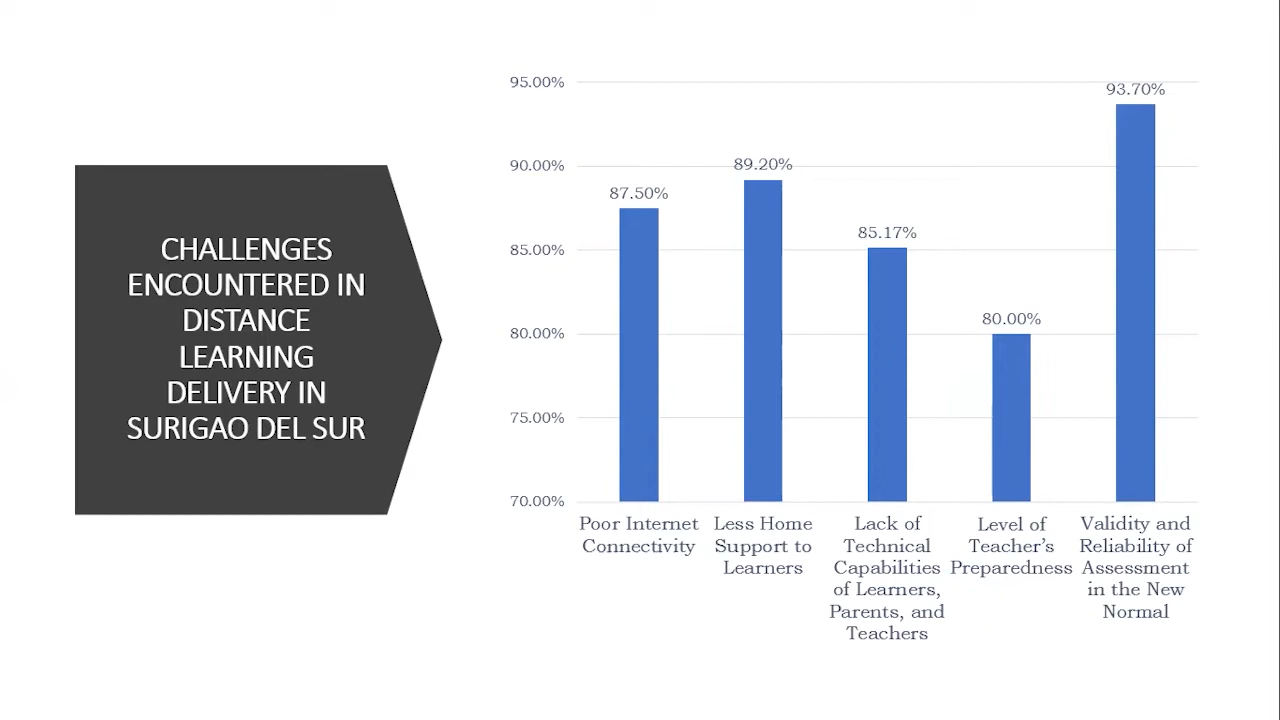 CHALLENGES
ENCOUNTERED IN
DISTANCE
LEARNING
DELIVERY IN
SURIGAO DEL SUR
95.00%
90.00%
85.00%
80.00%
75.00%
70.00%
87.50%
89.20%
85.17%
80.00%
93.70%
Poor Internet
Connectivity
Less Home
Support to
Learners
Lack of
Technical
Capabilities
of Learners,
Parents, and
Teachers
Level of
Teacher’s
Preparedness
Validity and
Reliability of
Assessment
in the New
Normal